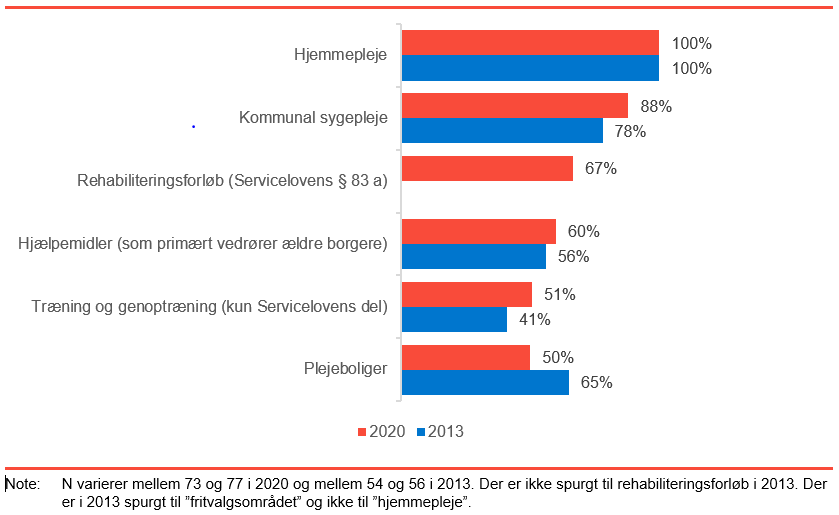 Hjemmepleje
100%
100%
Kommunal sygepleje
88%
78%
Rehabiliteringsforløb (Servicelovens § 83 a)
67%
Hjælpemidler (som primært vedrører ældre borgere)
60%
56%
Træning og genoptræning (kun Servicelovens del)
51%
41%
Plejeboliger
50%
65%
2020 2013
Note: N varierer mellem 73 og 77 i 2020 og mellem 54 og 56 i 2013. Der er ikke spurgt til rehabiliteringsforløb i 2013. Der
er i 2013 spurgt til ”fritvalgsområdet” og ikke til ”hjemmepleje”.